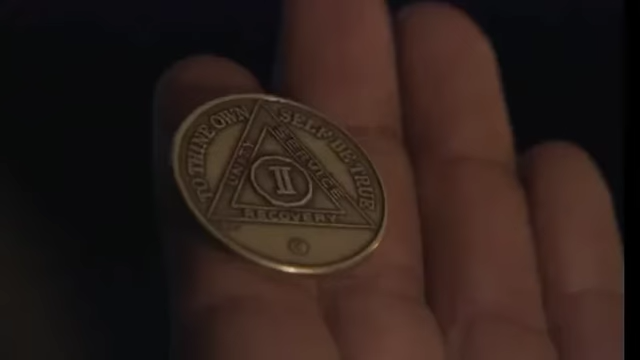 TO THINE OWN
SELF BE TRUE
UNITY
SERVICE
RECOVERY
II